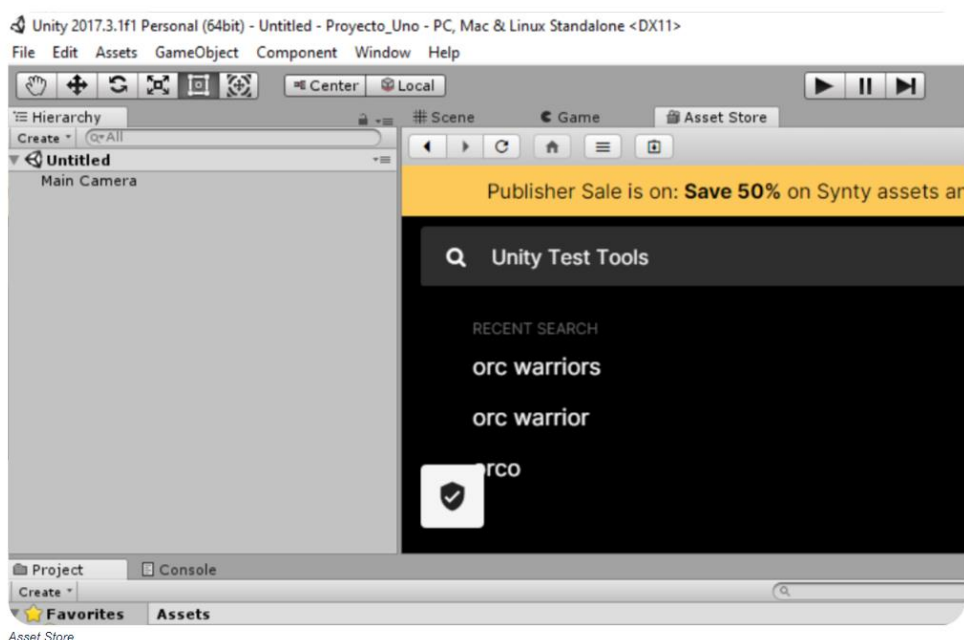 Unity 2017.3.1f1 Personal (64bit) - Untitled - Proyecto_Uno - PC, Mac & Linux Standalone <DX11>
File Edit Assets GameObject Component Window Help
Center Local
Hierarchy Scene Game Asset Store
Create All
Untitled
Main Camera
Publisher Sale is on: Save 50% on Synty assets
Unity Test Tools
RECENT SEARCH
orc warriors
orc warrior
orco
Project Console
Create
Favorites Assets
Asset Store